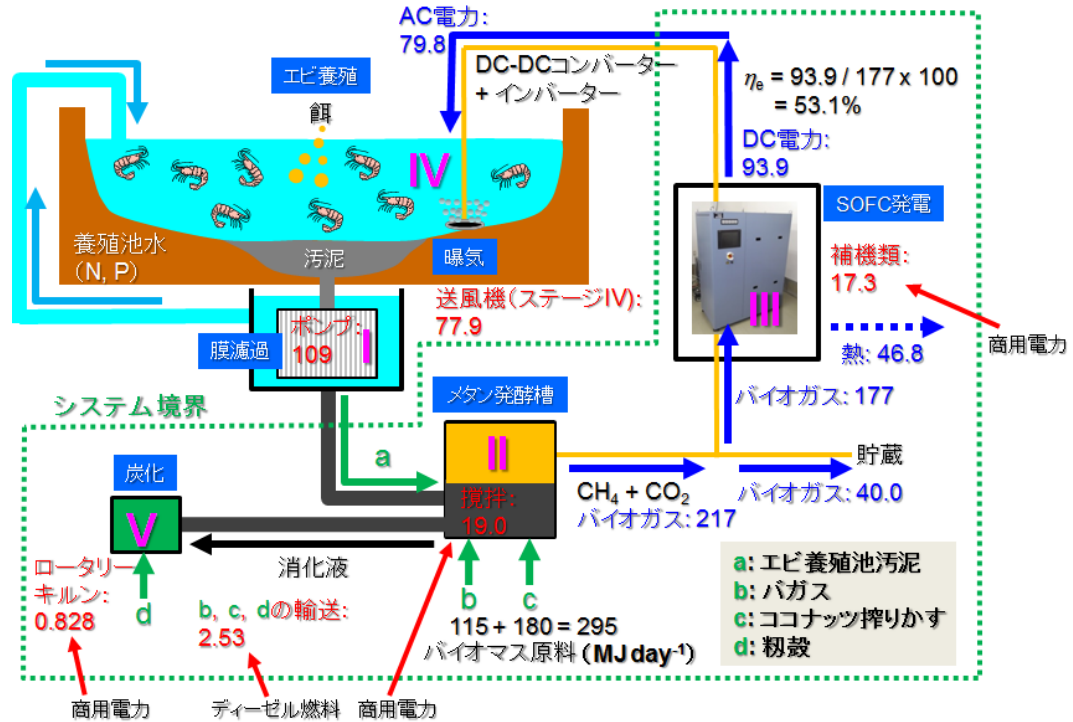 AC電力:
79.8
DC-DCコンバーター
+ インバーター
ηe = 93.9 / 177 x 100
= 53.1%
DC電力:
93.9
エビ養殖
餌
IV
SOFC発電
養殖池水
(N, P)
汚泥
曝気
補機類:
17.3
送風機(ステージIV):
77.9
III
ポンプ:
109
I
膜濾過
商用電力
熱: 46.8
バイオガス: 177
システム境界
メタン発酵槽
II
a
炭化
貯蔵
CH4 + CO2
バイオガス: 217
バイオガス: 40.0
撹拌:
19.0
V
消化液
ロータリー
キルン:
0.828
d
b, c, dの輸送:
2.53
b
c
115 + 180 = 295
バイオマス原料 (MJ day-1)
a: エビ養殖池汚泥
b: バガス
c: ココナッツ搾りかす
d: 籾殻
商用電力
ディーゼル燃料
商用電力